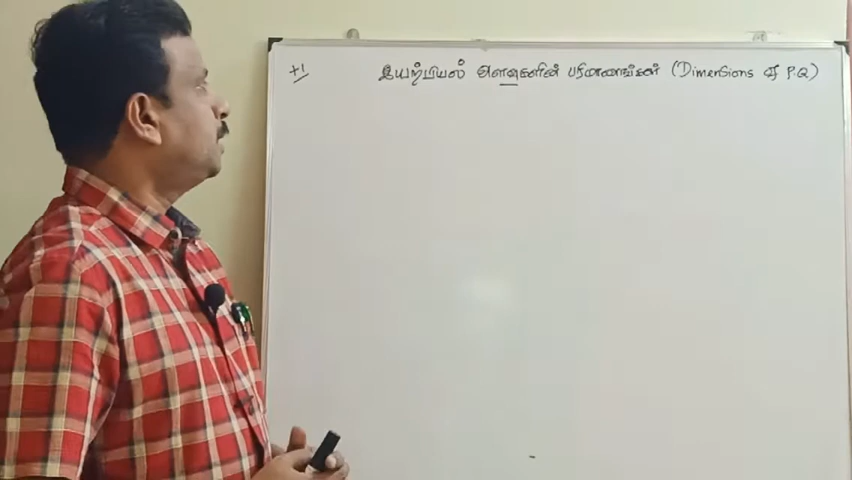 +1 இயற்பியல் அளவுகளின் பரிமாணங்கள் (Dimensions of P.Q)